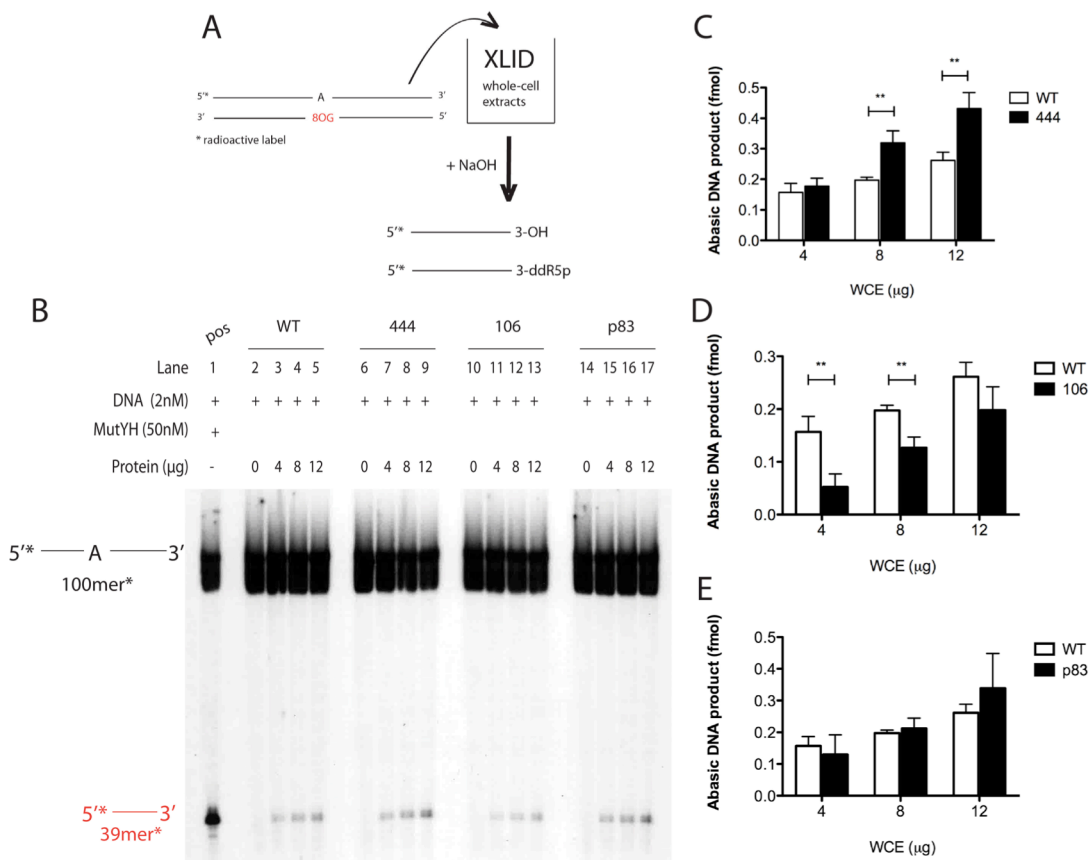 A
5'* A 3'
3' 8OG 5'
* radioactive label
XLID
whole-cell
extracts
+ NaOH
5'* 3-OH
5'* 3-ddR5p
B
pos WT 444 106 p83
Lane 1 2 3 4 5 6 7 8 9 10 11 12 13 14 15 16 17
DNA (2nM) + + + + + + + + + + + + + + + + +
MutYH (50nM) +
Protein (µg) - 0 4 8 12 0 4 8 12 0 4 8 12 0 4 8 12
5'* A 3'
100mer*
5'* 3'
39mer*
C
Abasic DNA product (fmol)
0.5
0.4
0.3
0.2
0.1
0.0
** **
WT
444
4 8 12
WCE (µg)
D
Abasic DNA product (fmol)
0.3
0.2
0.1
0.0
** **
WT
106
4 8 12
WCE (µg)
E
Abasic DNA product (fmol)
0.5
0.4
0.3
0.2
0.1
0.0
WT
p83
4 8 12
WCE (µg)